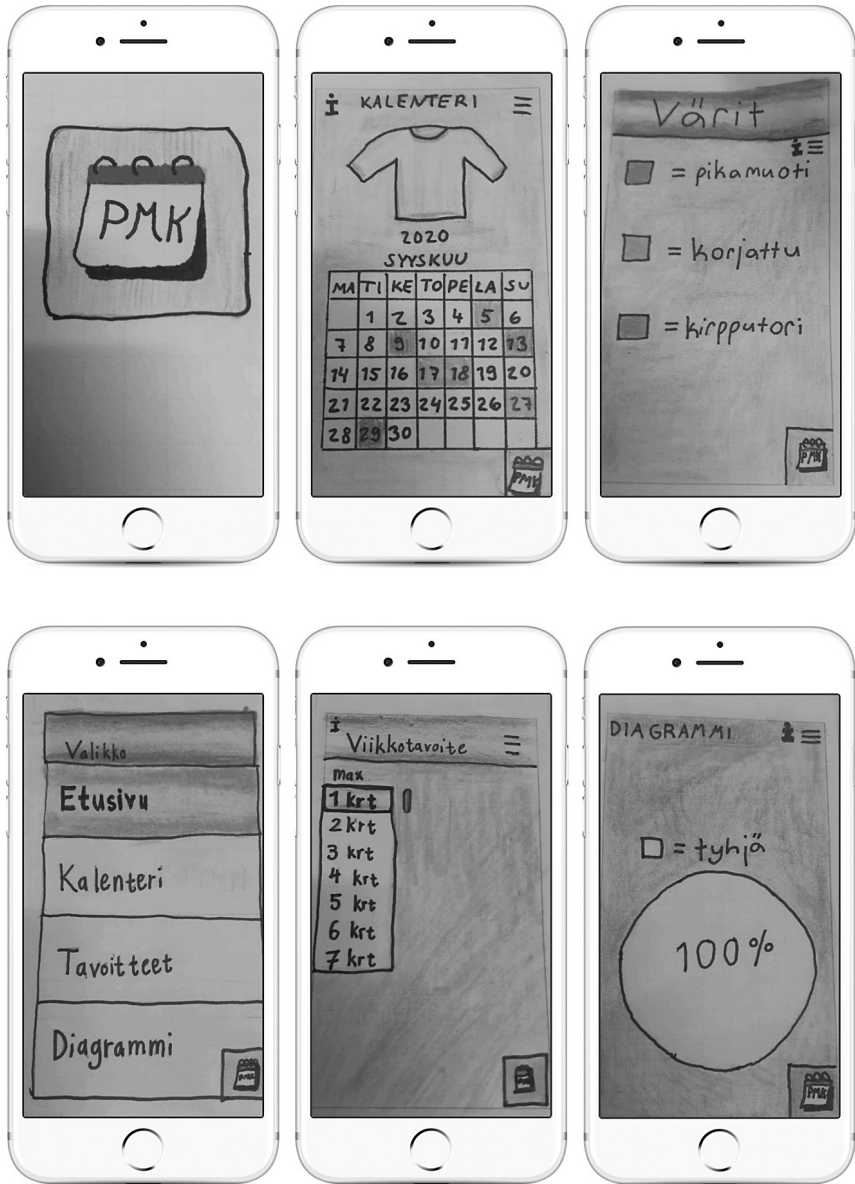 PMK
i KALENTERI
2020
SYYSKUU
MA TI KE TO PE LA SU
1 2 3 4 5 6
7 8 9 10 11 12 13
14 15 16 17 18 19 20
21 22 23 24 25 26 27
28 29 30
PMK
Värit
i
= pikamuoti
= korjattu
= kirpputori
PMK
Valikko
Etusivu
Kalenteri
Tavoitteet
Diagrammi
PMK
i
Viikkotavoite
max
1 krt
2 krt
3 krt
4 krt
5 krt
6 krt
7 krt
DIAGRAMMI i
= tyhjä
100%
PMK